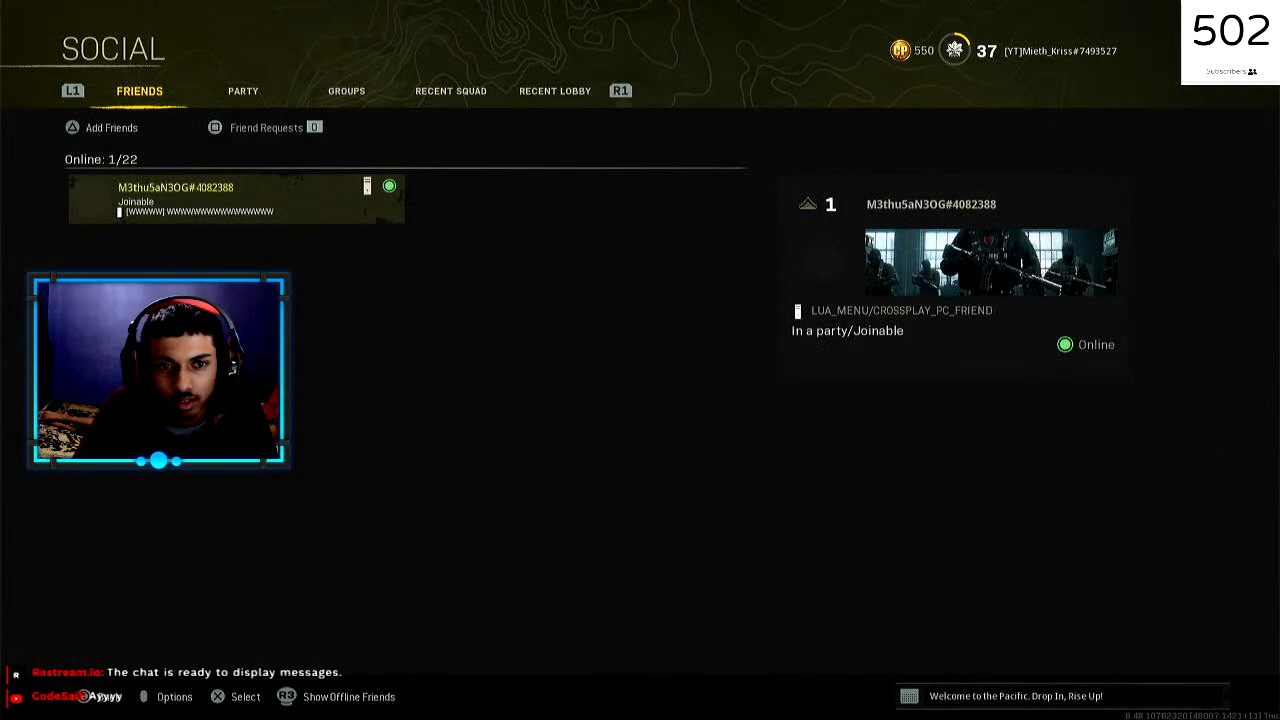 502
Subscribers
SOCIAL
550 37 [YT]Mieth_Kriss#7493527
L1 FRIENDS PARTY GROUPS RECENT SQUAD RECENT LOBBY R1
Add Friends Friend Requests 0
Online: 1/22
M3thu5aN3OG#4082388
Joinable
[WWWWW] WWWWWWWWWWWWWWWWW
1 M3thu5aN3OG#4082388
LUA_MENU/CROSSPLAY_PC_FRIEND
In a party/Joinable
Online
Restream.io: The chat is ready to display messages.
Ayyyy
Options Select R3 Show Offline Friends
Welcome to the Pacific. Drop In, Rise Up!